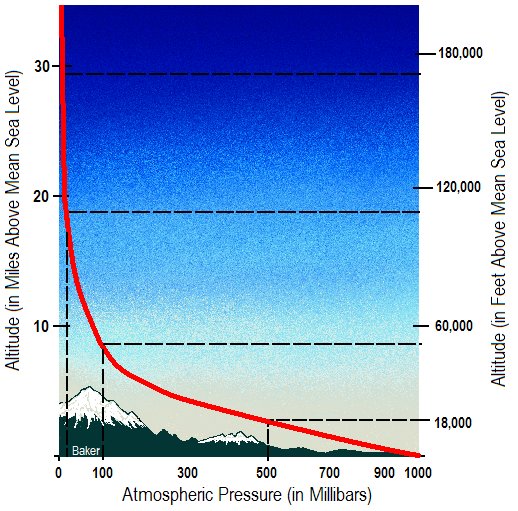 Altitude (in Miles Above Mean Sea Level)
30
20
10
180,000
120,000
60,000
18,000
Altitude (in Feet Above Mean Sea Level)
Baker
0 100 300 500 700 900 1000
Atmospheric Pressure (in Millibars)